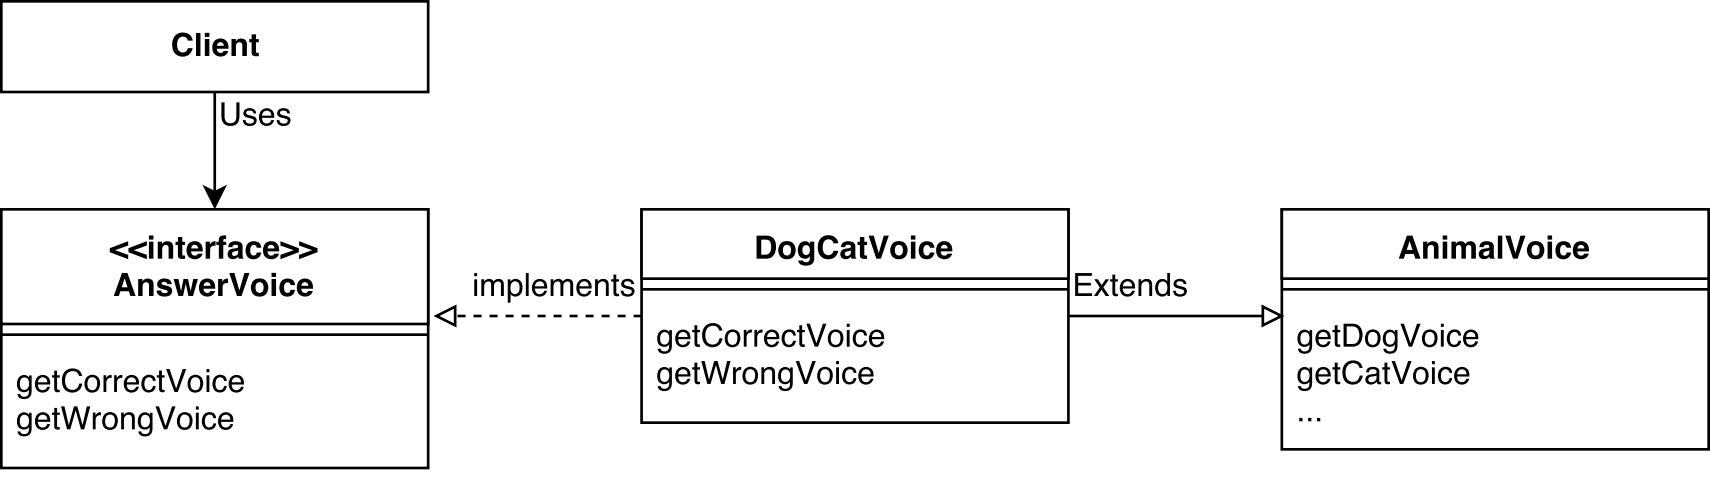 Client
Uses
<<interface>>
AnswerVoice
getCorrectVoice
getWrongVoice
implements
DogCatVoice
getCorrectVoice
getWrongVoice
Extends
AnimalVoice
getDogVoice
getCatVoice
...